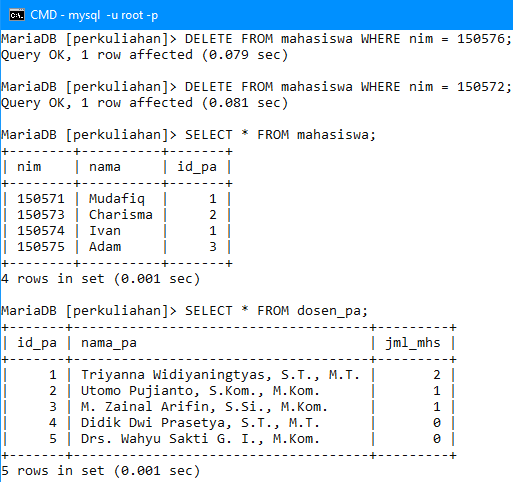 CMD - mysql  -u root -p
MariaDB [perkuliahan]> DELETE FROM mahasiswa WHERE nim = 150576;
Query OK, 1 row affected (0.079 sec)
MariaDB [perkuliahan]> DELETE FROM mahasiswa WHERE nim = 150572;
Query OK, 1 row affected (0.081 sec)
MariaDB [perkuliahan]> SELECT * FROM mahasiswa;
+--------+----------+-------+
| nim    | nama     | id_pa |
+--------+----------+-------+
| 150571 | Mudafiq  |     1 |
| 150573 | Charisma |     2 |
| 150574 | Ivan     |     1 |
| 150575 | Adam     |     3 |
+--------+----------+-------+
4 rows in set (0.001 sec)
MariaDB [perkuliahan]> SELECT * FROM dosen_pa;
+-------+-------------------------------------+---------+
| id_pa | nama_pa                             | jml_mhs |
+-------+-------------------------------------+---------+
|     1 | Triyanna Widiyaningtyas, S.T., M.T. |       2 |
|     2 | Utomo Pujianto, S.Kom., M.Kom.      |       1 |
|     3 | M. Zainal Arifin, S.Si., M.Kom.     |       1 |
|     4 | Didik Dwi Prasetya, S.T., M.T.      |       0 |
|     5 | Drs. Wahyu Sakti G. I., M.Kom.      |       0 |
+-------+-------------------------------------+---------+
5 rows in set (0.001 sec)